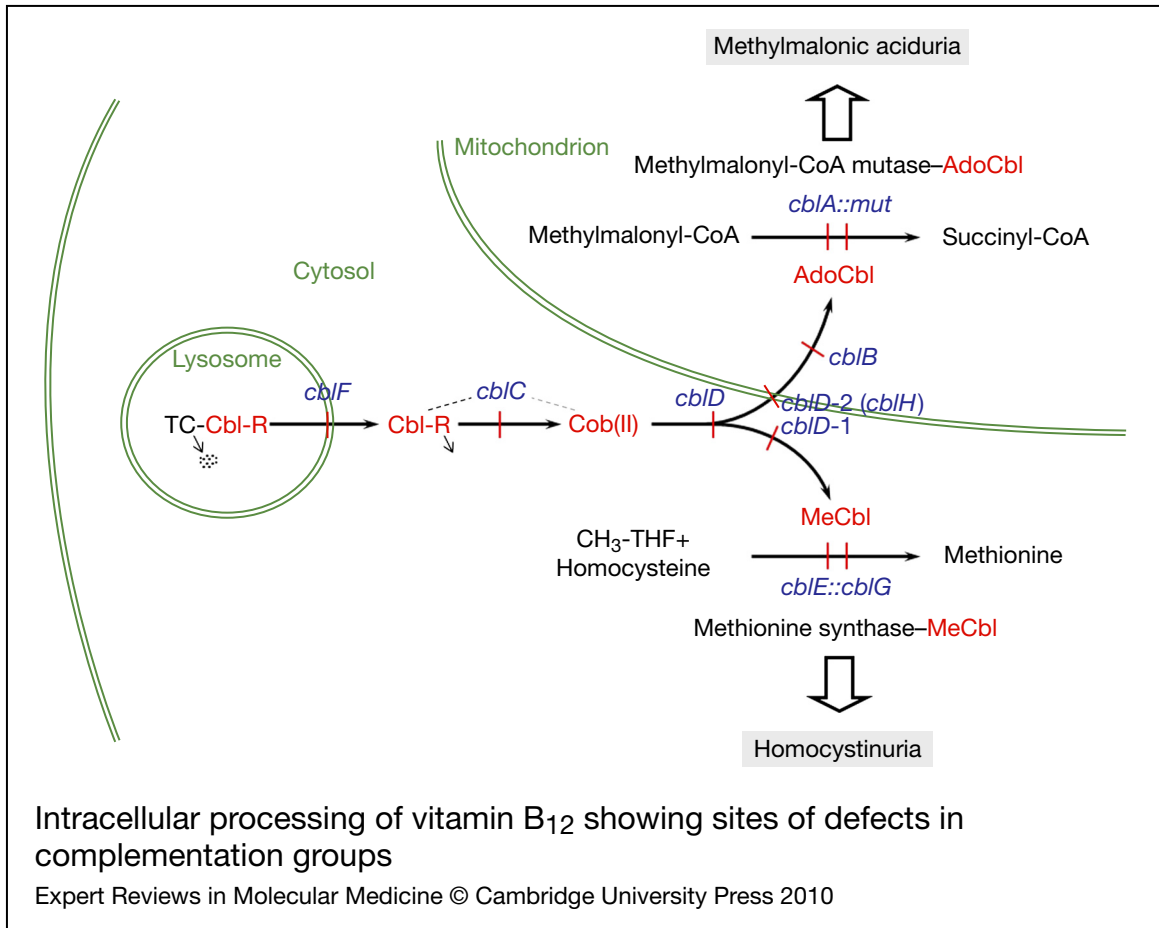 Methylmalonic aciduria
Mitochondrion
Methylmalonyl-CoA mutase–AdoCbl
cblA::mut
Methylmalonyl-CoA
Succinyl-CoA
Cytosol
AdoCbl
Lysosome
cblB
cblF
cblC
cblD
cblD-2 (cblH)
TC-Cbl-R
Cbl-R
Cob(II)
cblD-1
MeCbl
CH3-THF+
Homocysteine
Methionine
cblE::cblG
Methionine synthase–MeCbl
Homocystinuria
Intracellular processing of vitamin B12 showing sites of defects in
complementation groups
Expert Reviews in Molecular Medicine © Cambridge University Press 2010